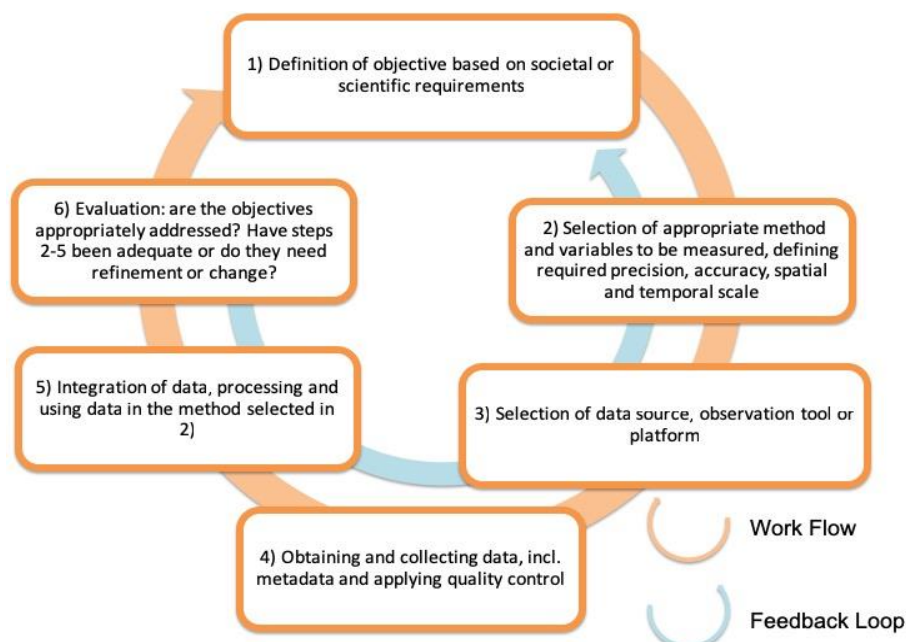 1) Definition of objective based on societal or
scientific requirements
6) Evaluation: are the objectives
appropriately addressed? Have steps
2-5 been adequate or do they need
refinement or change?
2) Selection of appropriate method
and variables to be measured, defining
required precision, accuracy, spatial
and temporal scale
5) Integration of data, processing and
using data in the method selected in
2)
3) Selection of data source, observation tool or
platform
4) Obtaining and collecting data, incl.
metadata and applying quality control
Work Flow
Feedback Loop